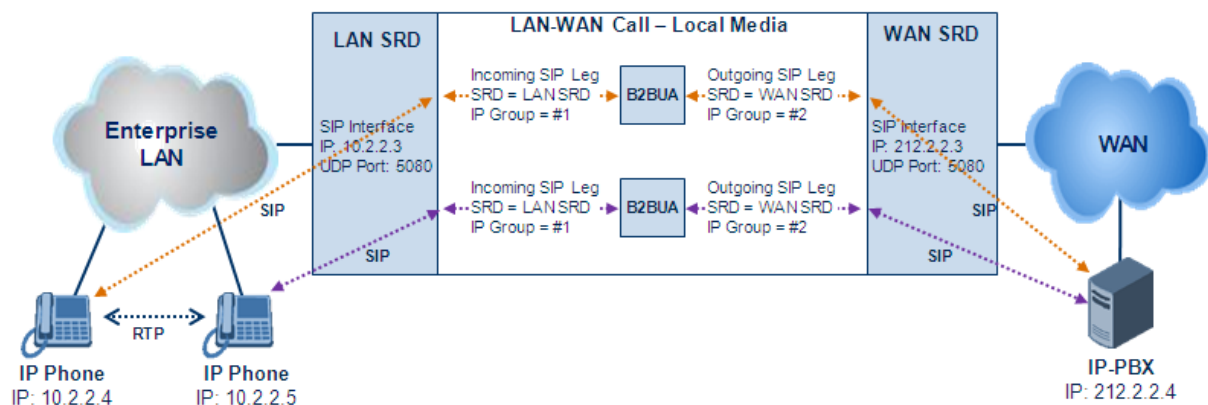 LAN-WAN Call – Local Media
LAN SRD
WAN SRD
Incoming SIP Leg
SRD = LAN SRD
IP Group = #1
B2BUA
Outgoing SIP Leg
SRD = WAN SRD
IP Group = #2
Enterprise
LAN
SIP Interface
IP: 10.2.2.3
UDP Port: 5080
SIP Interface
IP: 212.2.2.3
UDP Port: 5080
WAN
Incoming SIP Leg
SRD = LAN SRD
IP Group = #1
B2BUA
Outgoing SIP Leg
SRD = WAN SRD
IP Group = #2
SIP
SIP
SIP
SIP
RTP
IP Phone
IP: 10.2.2.4
IP Phone
IP: 10.2.2.5
IP-PBX
IP: 212.2.2.4